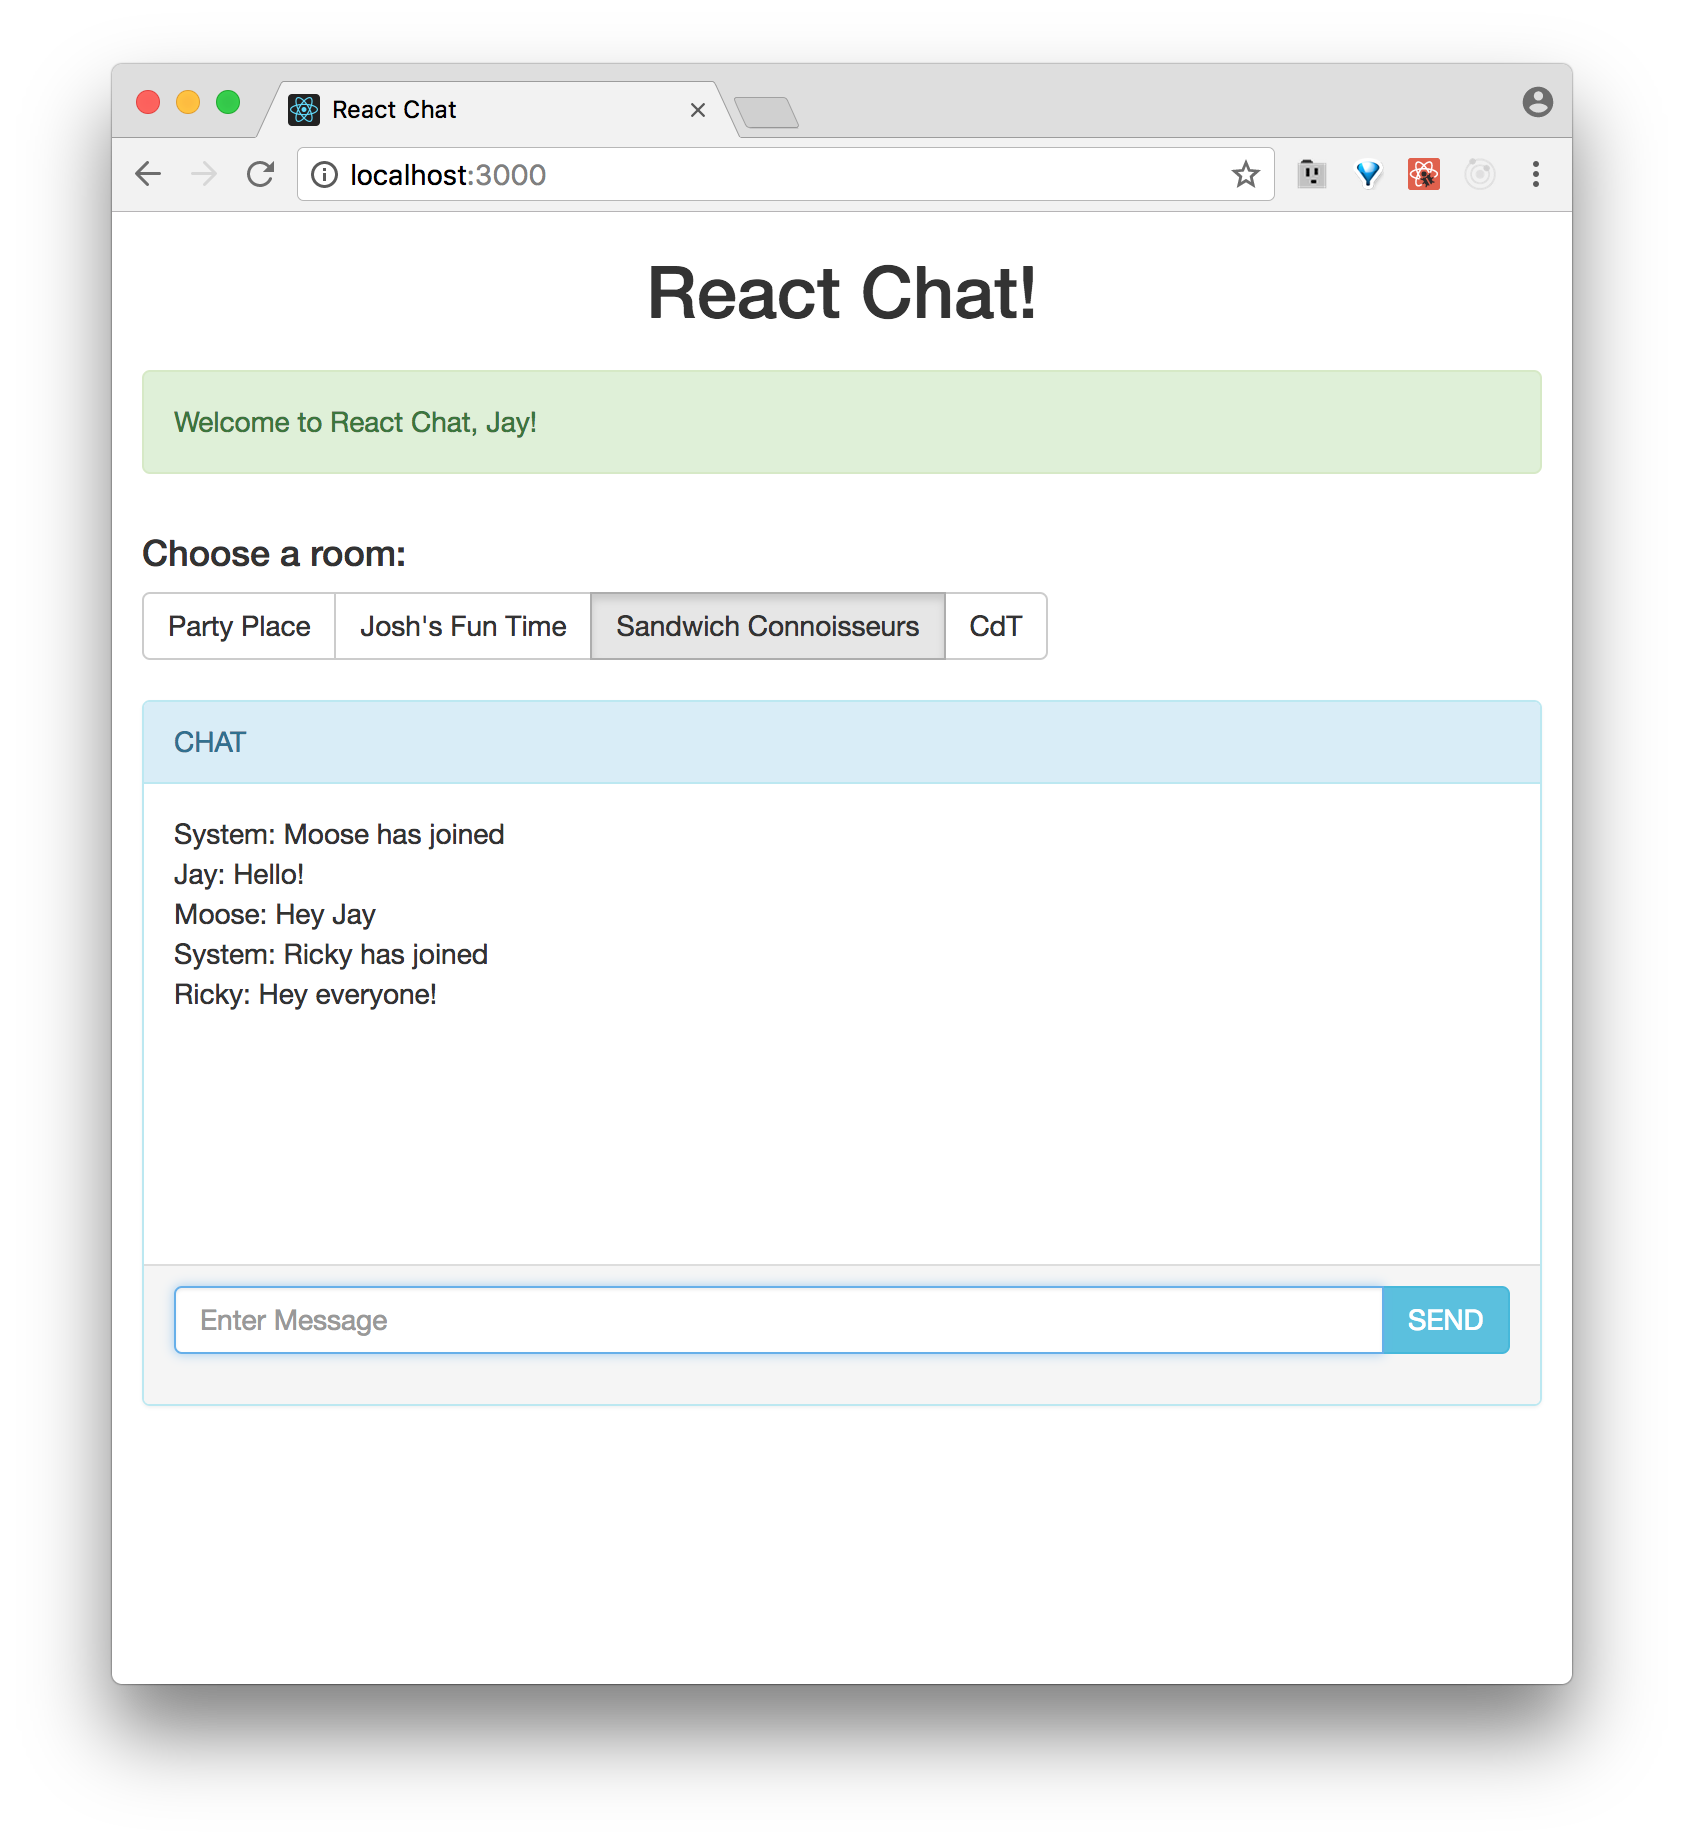 React Chat
localhost:3000
React Chat!
Welcome to React Chat, Jay!
Choose a room:
Party Place Josh's Fun Time Sandwich Connoisseurs CdT
CHAT
System: Moose has joined
Jay: Hello!
Moose: Hey Jay
System: Ricky has joined
Ricky: Hey everyone!
Enter Message SEND